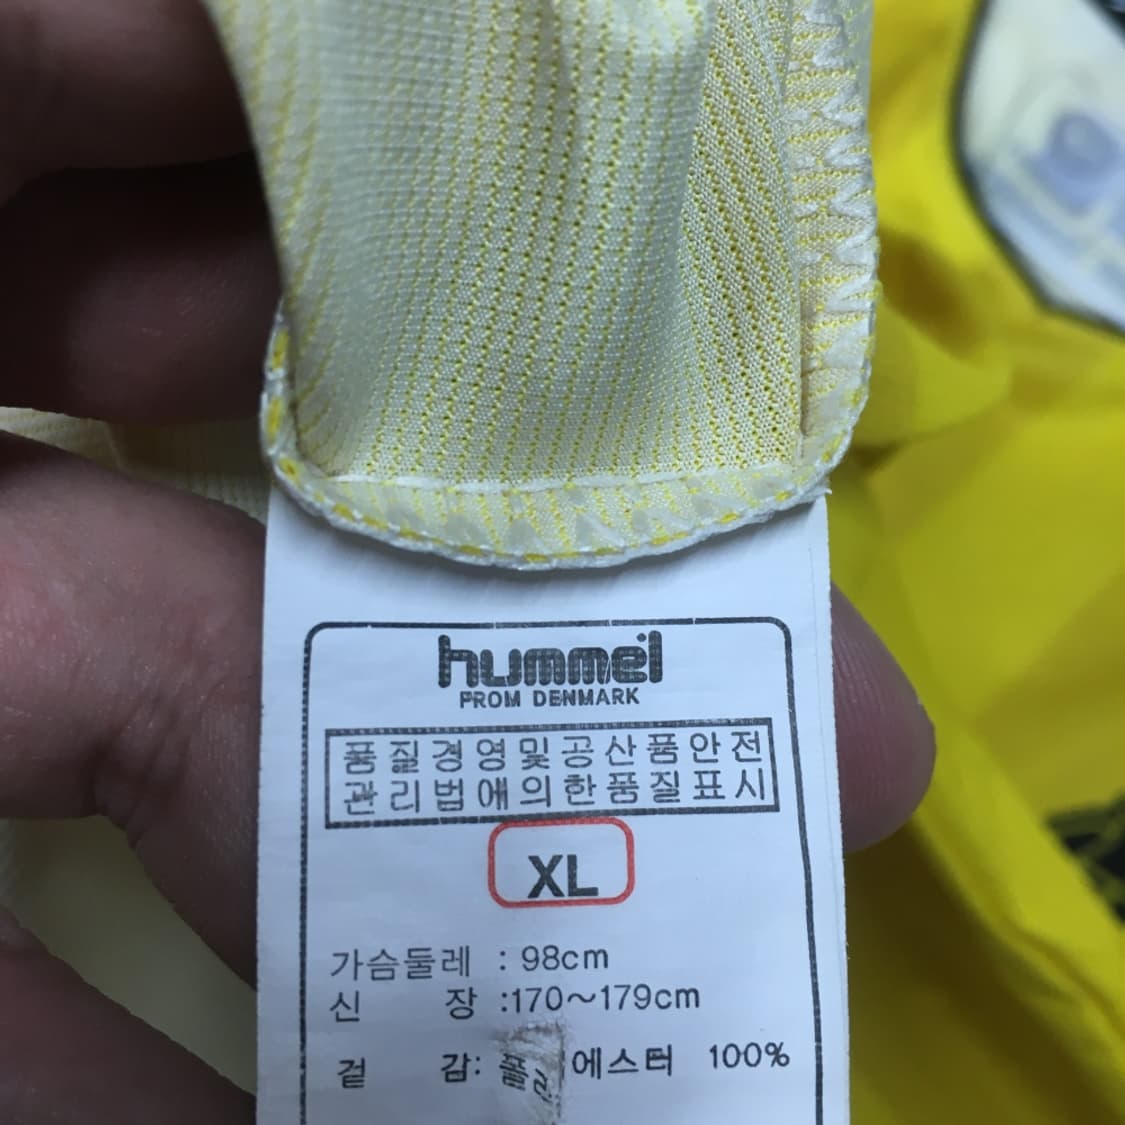 hummel
FROM DENMARK
품질경영및공산품안전
관리법애의한품질표시
XL
가슴둘레 : 98cm
신 장 :170~179cm
겉 감: 에스터 100%